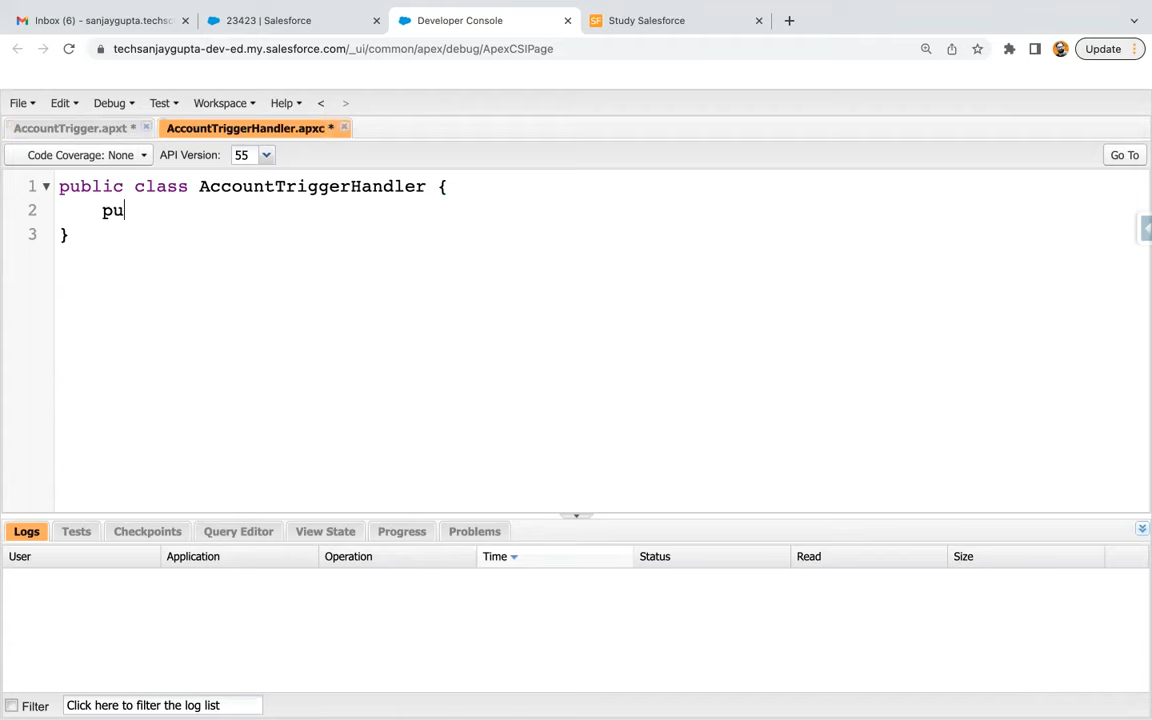 Inbox (6) - sanjaygupta.techsc
23423 | Salesforce
Developer Console
SF Study Salesforce
techsanjaygupta-dev-ed.my.salesforce.com/_ui/common/apex/debug/ApexCSIPage
Update
File Edit Debug Test Workspace Help < >
AccountTrigger.apxt * AccountTriggerHandler.apxc *
Code Coverage: None API Version: 55 Go To
1 public class AccountTriggerHandler {
2 pu
3 }
Logs Tests Checkpoints Query Editor View State Progress Problems
User Application Operation Time Status Read Size
Filter Click here to filter the log list